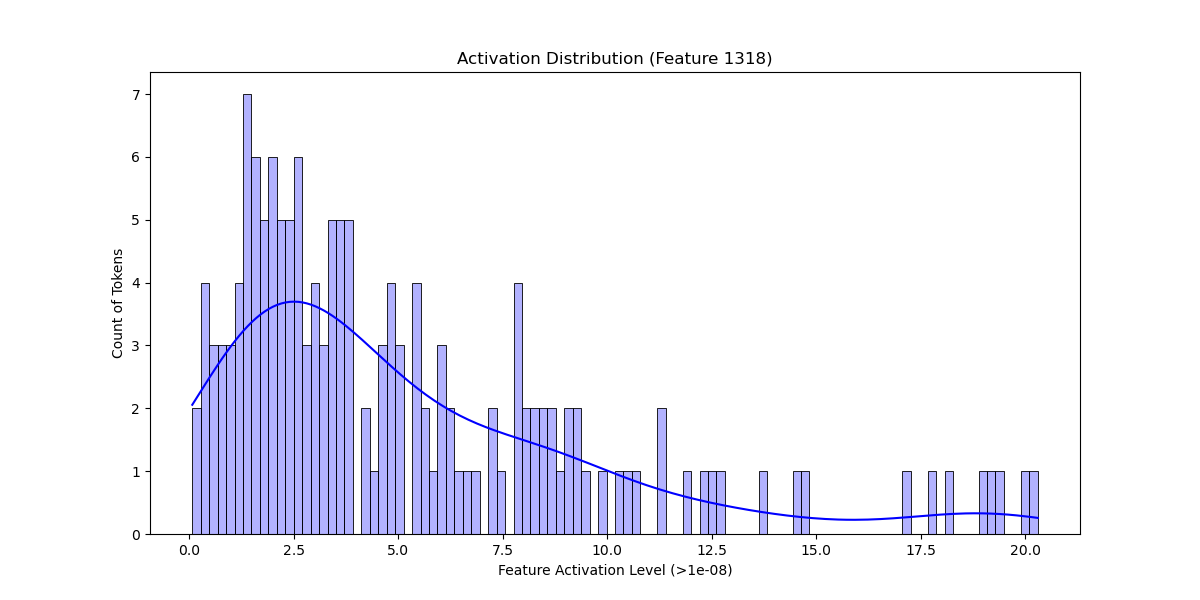 Activation Distribution (Feature 1318)
Count of Tokens
7
6
5
4
3
2
1
0
0.0 2.5 5.0 7.5 10.0 12.5 15.0 17.5 20.0
Feature Activation Level (>1e-08)